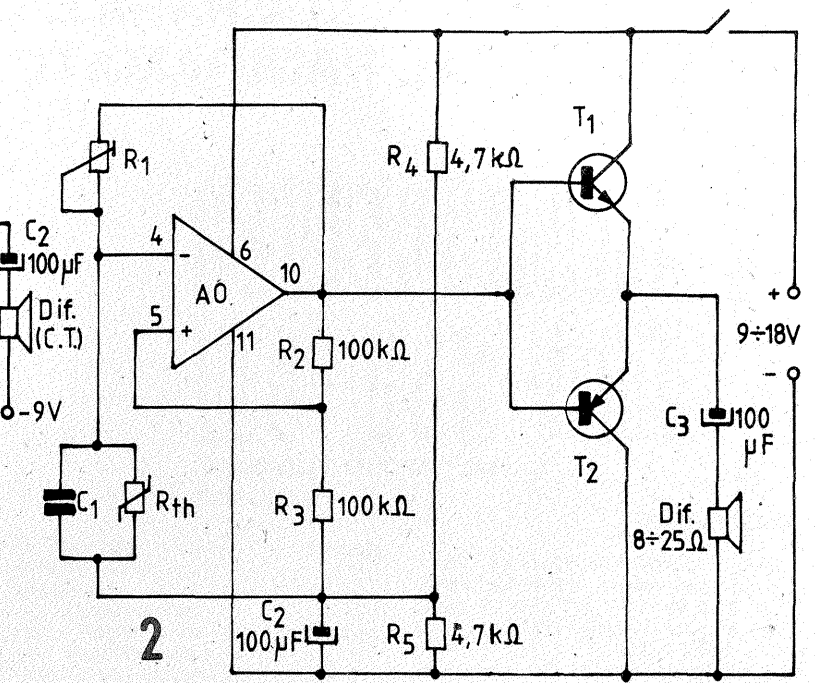 T1
R1
R4 4,7kΩ
C2
100µF
4
6
-
10
AO
+
9÷18V
-
Dif.
(C.T.)
5
+
11
R2 100kΩ
-9V
C3 100
µF
T2
C1
Rth
R3 100kΩ
Dif.
8÷25Ω
2
C2
100µF
R5 4,7kΩ